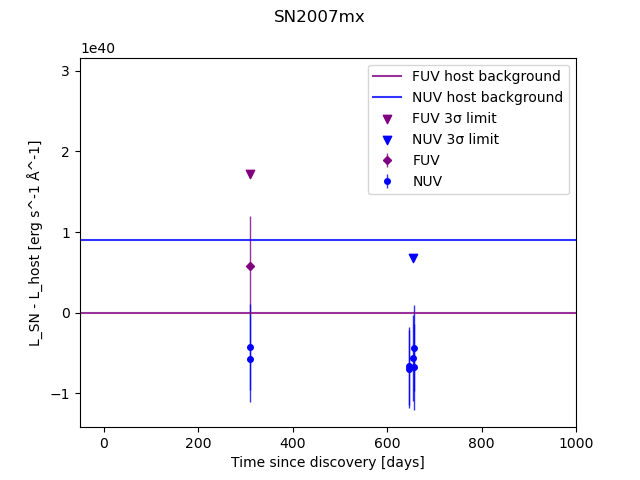 SN2007mx
1e40
FUV host background
NUV host background
FUV 3σ limit
NUV 3σ limit
FUV
NUV
L_SN - L_host [erg s^-1 Å^-1]
3
2
1
0
−1
0 200 400 600 800 1000
Time since discovery [days]